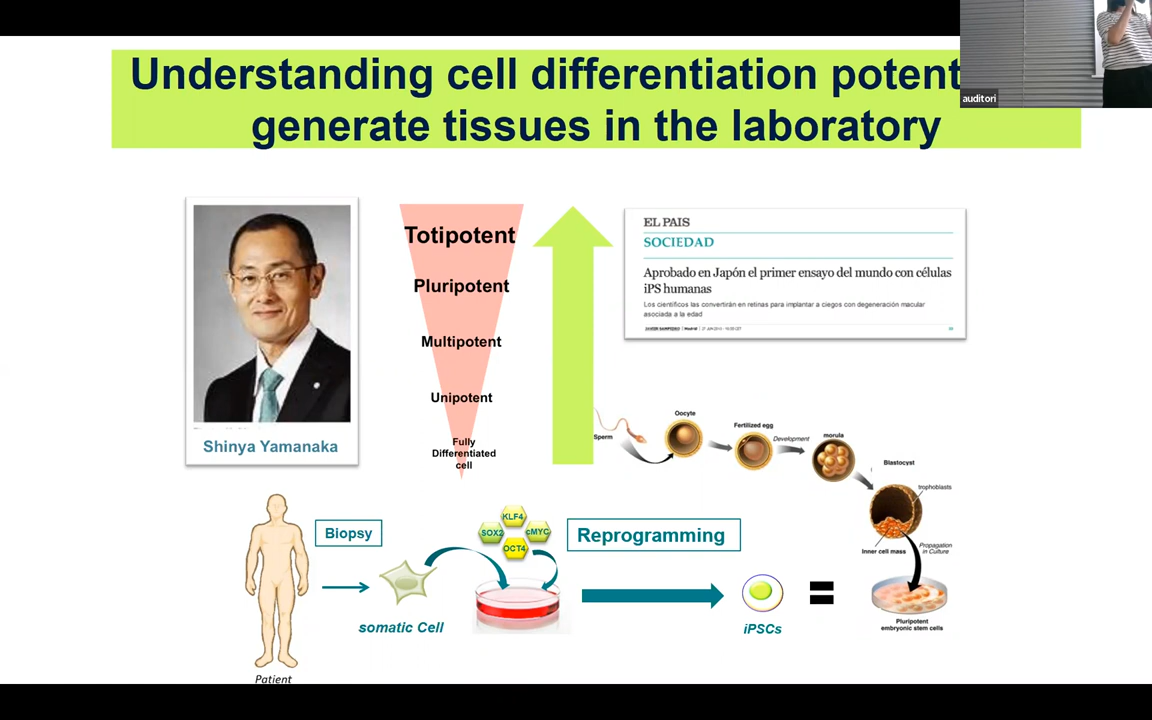 Understanding cell differentiation potent
generate tissues in the laboratory
auditori
Shinya Yamanaka
Totipotent
Pluripotent
Multipotent
Unipotent
Fully
Differentiated
cell
EL PAIS
SOCIEDAD
Aprobado en Japón el primer ensayo del mundo con células
iPS humanas
Los científicos las convertirán en retinas para implantar a ciegos con degeneración macular
asociada a la edad
Sperm
Oocyte
Fertilized egg
Development
morula
Blastocyst
trophoblasts
Inner cell mass
Propagation
in Culture
Pluripotent
embryonic stem cells
Biopsy
somatic Cell
KLF4
SOX2
cMYC
OCT4
Reprogramming
iPSCs
=
Patient